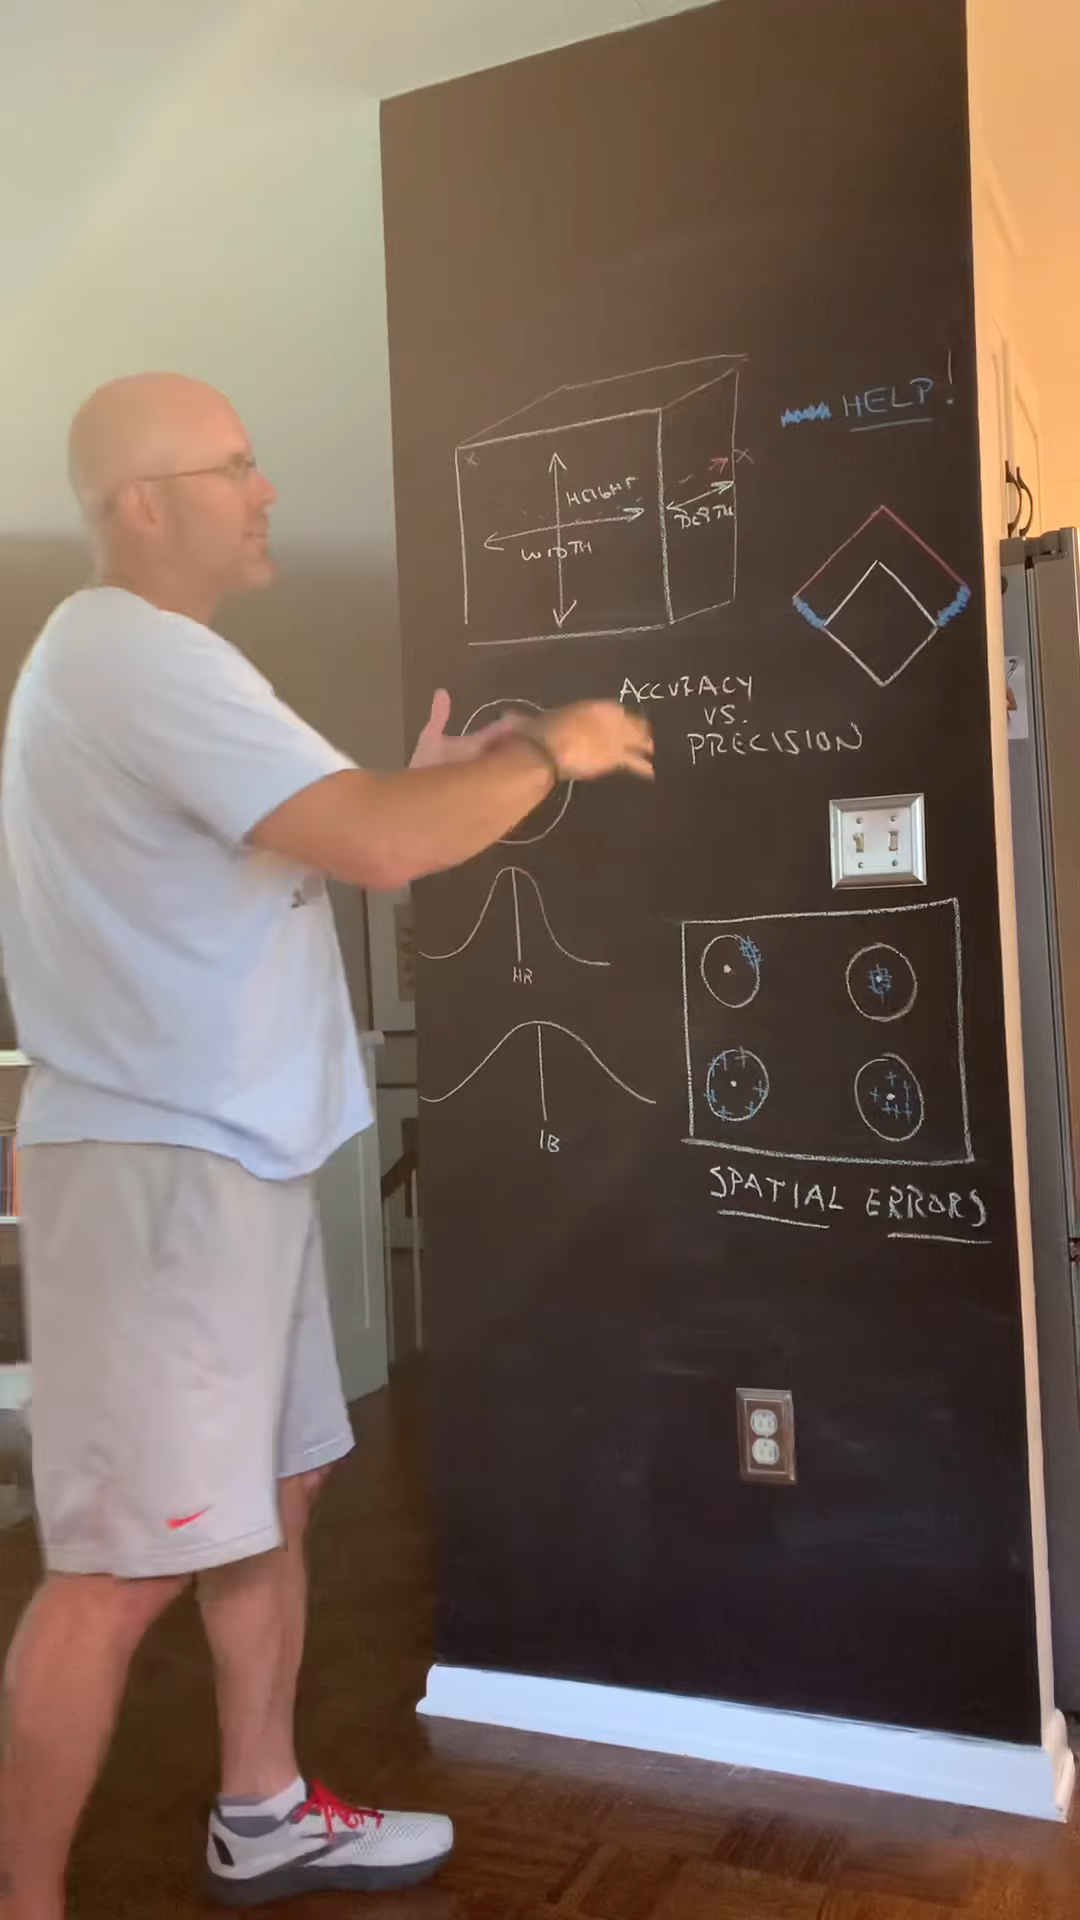 HELP!
X
X
HEIGHT
WIDTH
DEPTH
ACCURACY
VS.
PRECISION
HR
1B
SPATIAL ERRORS